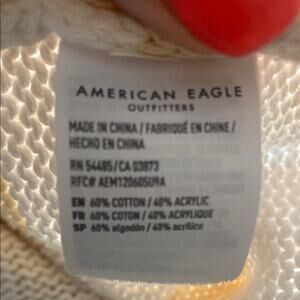 AMERICAN EAGLE
OUTFITTERS
MADE IN CHINA / FABRIQUÉ EN CHINE /
HECHO EN CHINA
RN 54485/CA 03873
RFC# AEM120605U9A
EN 60% COTTON / 40% ACRYLIC
FR 60% COTON / 40% ACRYLIQUE
SP 60% algodón / 40% acrílico